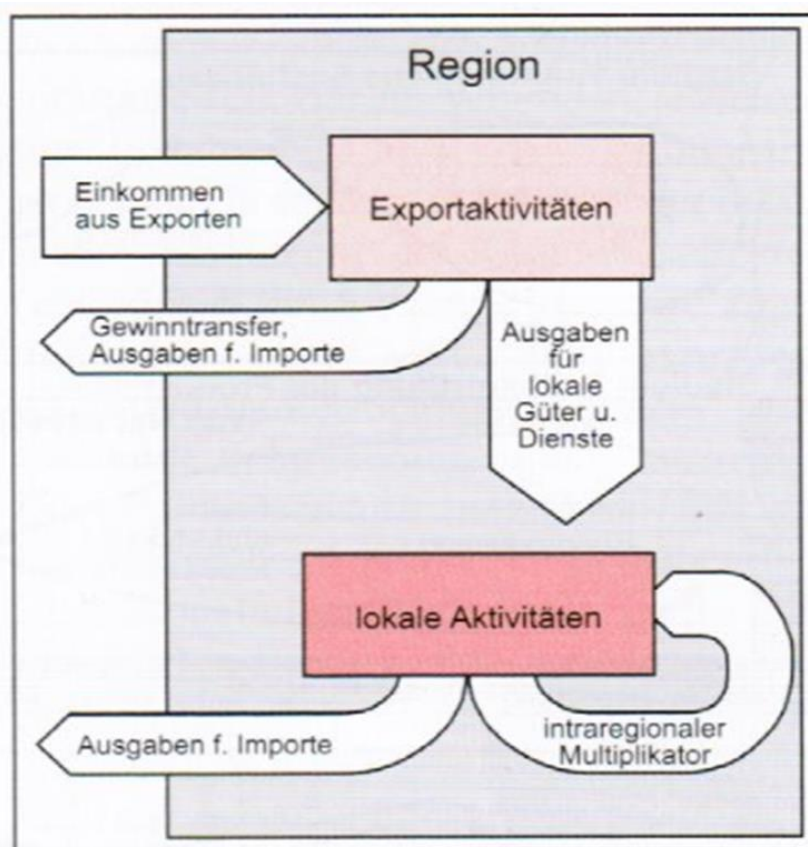 Region
Einkommen
aus Exporten
Exportaktivitäten
Gewinntransfer,
Ausgaben f. Importe
Ausgaben
für
lokale
Güter u.
Dienste
lokale Aktivitäten
Ausgaben f. Importe
intraregionaler
Multiplikator